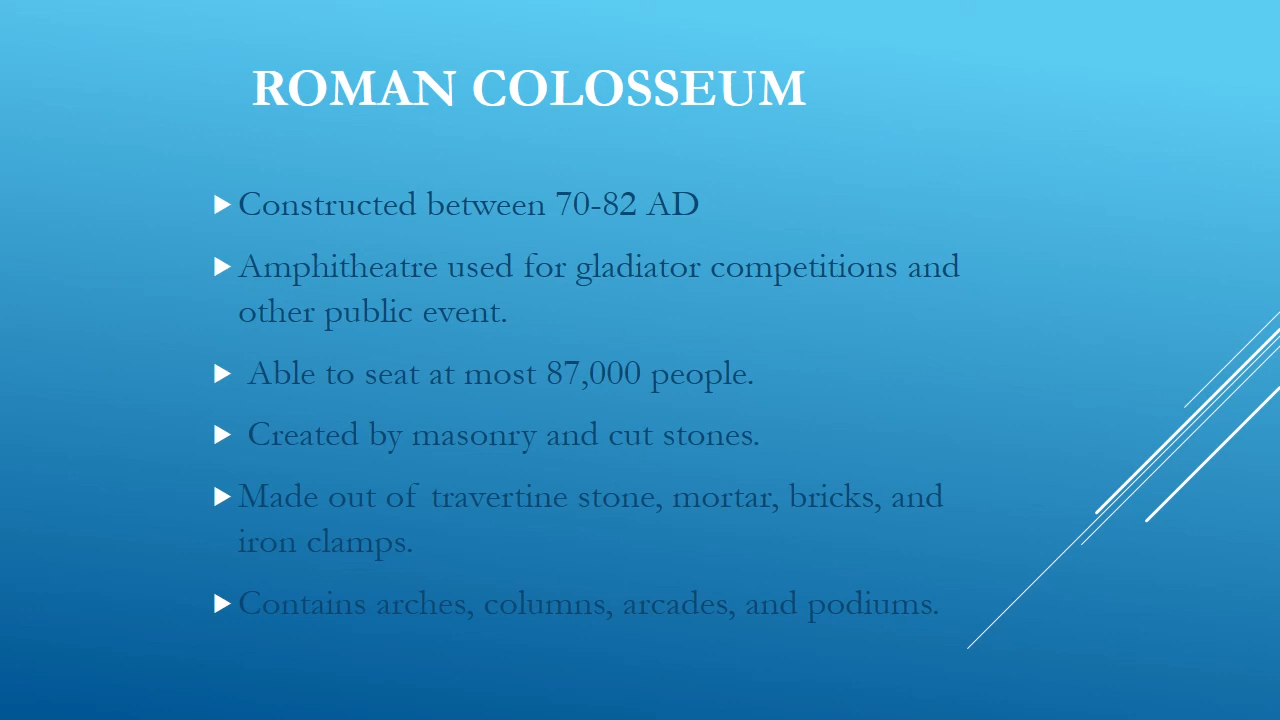 ROMAN COLOSSEUM
Constructed between 70-82 AD
Amphitheatre used for gladiator competitions and
other public event.
Able to seat at most 87,000 people.
Created by masonry and cut stones.
Made out of travertine stone, mortar, bricks, and
iron clamps.
Contains arches, columns, arcades, and podiums.